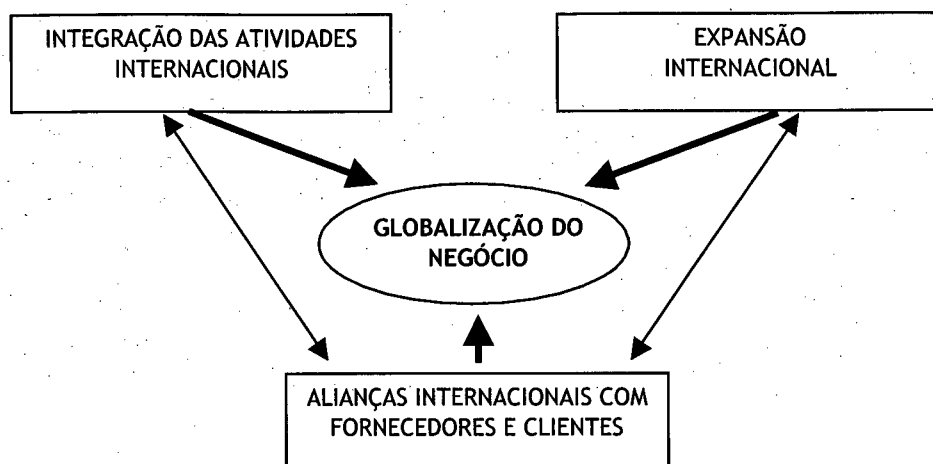 INTEGRAÇÃO DAS ATIVIDADES
INTERNACIONAIS
EXPANSÃO
INTERNACIONAL
GLOBALIZAÇÃO DO
NEGÓCIO
ALIANÇAS INTERNACIONAIS COM
FORNECEDORES E CLIENTES